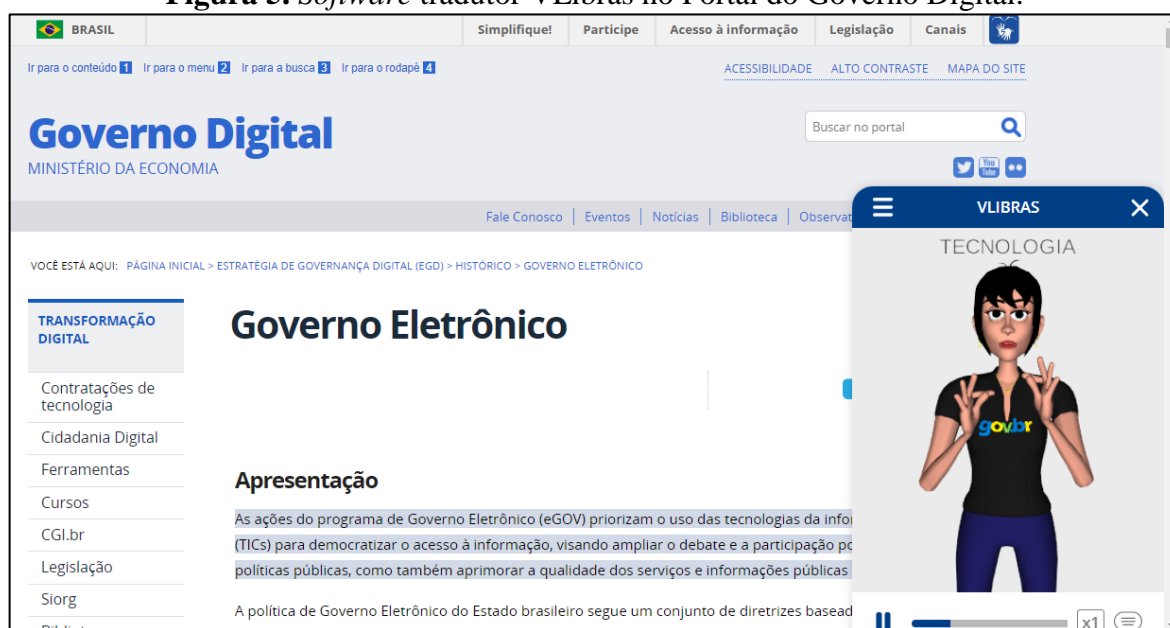 Figura 5. Software tradutor VLibras no Portal do Governo Digital.
BRASIL
Simplifique! Participe Acesso à informação Legislação Canais
Ir para o conteúdo 1 Ir para o menu 2 Ir para a busca 3 Ir para o rodapé 4
ACESSIBILIDADE ALTO CONTRASTE MAPA DO SITE
Governo Digital
MINISTÉRIO DA ECONOMIA
Buscar no portal
You Tube
Fale Conosco | Eventos | Notícias | Biblioteca | Observat
VOCÊ ESTÁ AQUI: PÁGINA INICIAL > ESTRATÉGIA DE GOVERNANÇA DIGITAL (EGD) > HISTÓRICO > GOVERNO ELETRÔNICO
TRANSFORMAÇÃO
DIGITAL
Contratações de
tecnologia
Cidadania Digital
Ferramentas
Cursos
CGI.br
Legislação
Siorg
Governo Eletrônico
Apresentação
As ações do programa de Governo Eletrônico (eGOV) priorizam o uso das tecnologias da infor
(TICs) para democratizar o acesso à informação, visando ampliar o debate e a participação po
políticas públicas, como também aprimorar a qualidade dos serviços e informações públicas
A política de Governo Eletrônico do Estado brasileiro segue um conjunto de diretrizes basead
VLIBRAS
TECNOLOGIA
gov.br
x1